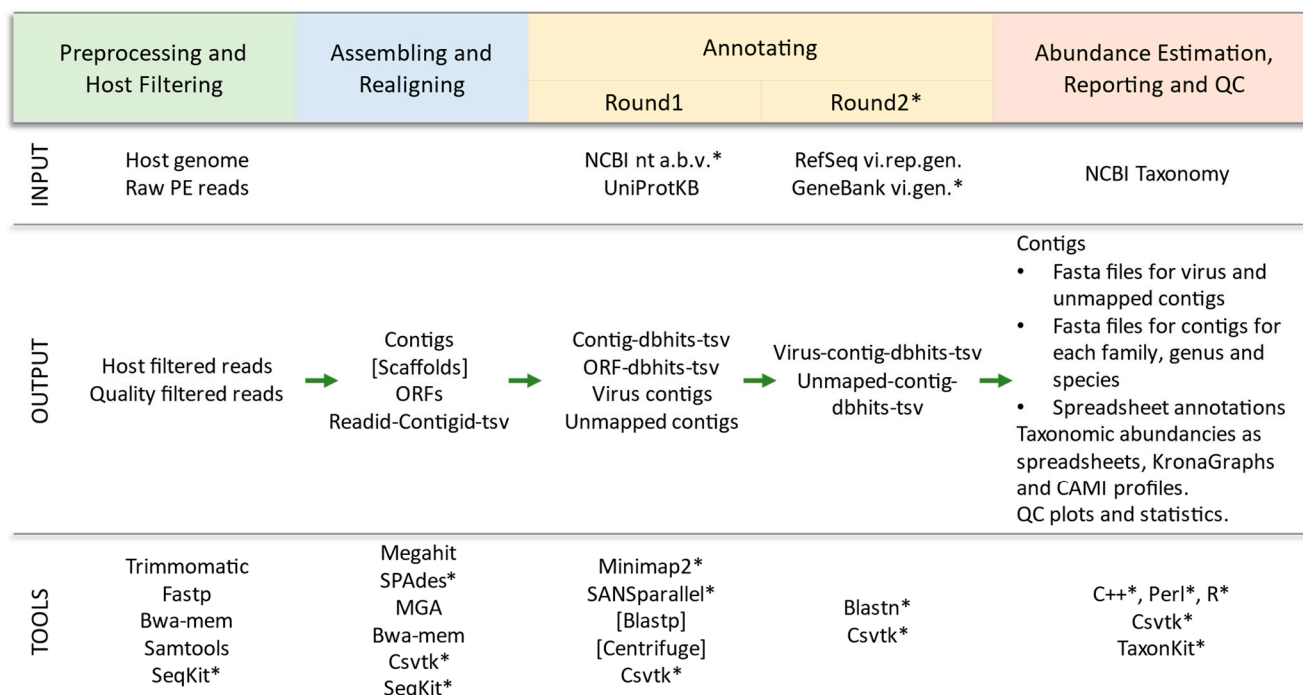 Preprocessing and
Host Filtering
Assembling and
Realigning
Annotating
Round1
Round2*
Abundance Estimation,
Reporting and QC
INPUT
Host genome
Raw PE reads
NCBI nt a.b.v.*
UniProtKB
RefSeq vi.rep.gen.
GeneBank vi.gen.*
NCBI Taxonomy
OUTPUT
Host filtered reads
Quality filtered reads
Contigs
[Scaffolds]
ORFs
Readid-Contigid-tsv
Contig-dbhits-tsv
ORF-dbhits-tsv
Virus contigs
Unmapped contigs
Virus-contig-dbhits-tsv
Unmaped-contig-
dbhits-tsv
Contigs
• Fasta files for virus and
unmapped contigs
• Fasta files for contigs for
each family, genus and
species
• Spreadsheet annotations
Taxonomic abundancies as
spreadsheets, KronaGraphs
and CAMI profiles.
QC plots and statistics.
TOOLS
Trimmomatic
Fastp
Bwa-mem
Samtools
SeqKit*
Megahit
SPAdes*
MGA
Bwa-mem
Csvtk*
SeqKit*
Minimap2*
SANSparallel*
[Blastp]
[Centrifuge]
Csvtk*
Blastn*
Csvtk*
C++*, Perl*, R*
Csvtk*
TaxonKit*